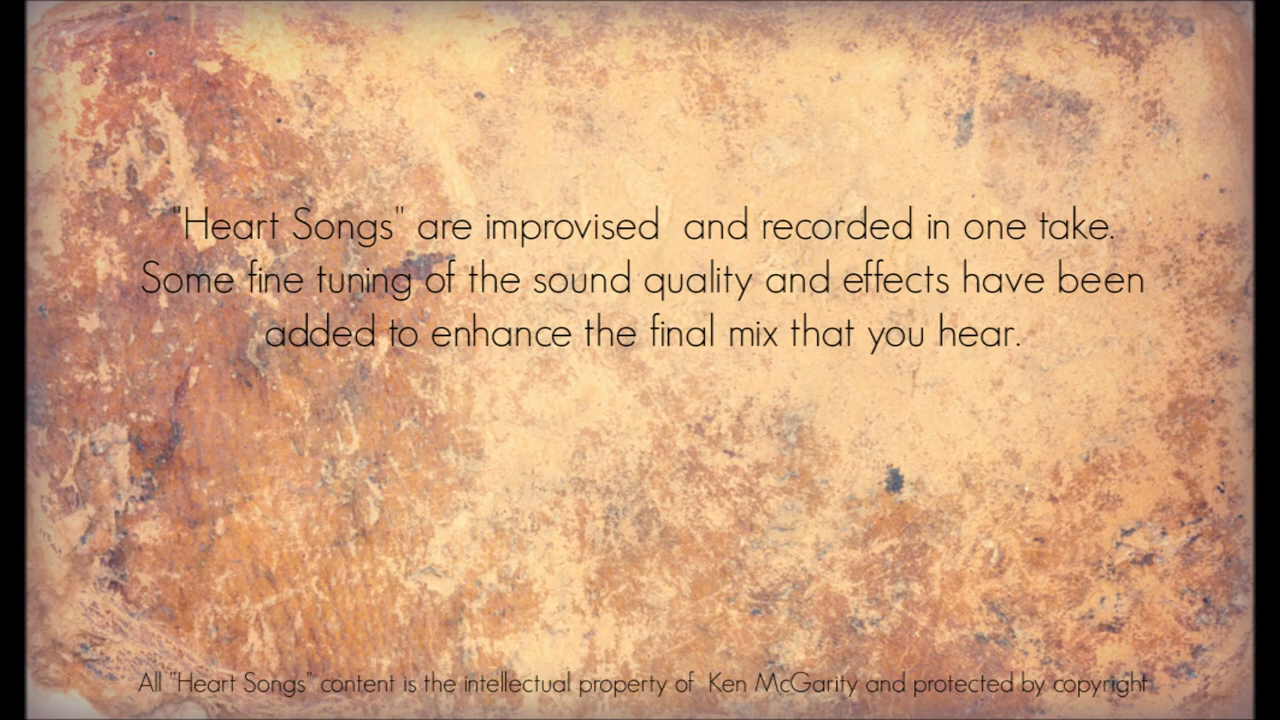 "Heart Songs" are improvised  and recorded in one take.
Some fine tuning of the sound quality and effects have been
added to enhance the final mix that you hear.
All "Heart Songs" content is the intellectual property of  Ken McGarity and protected by copyright